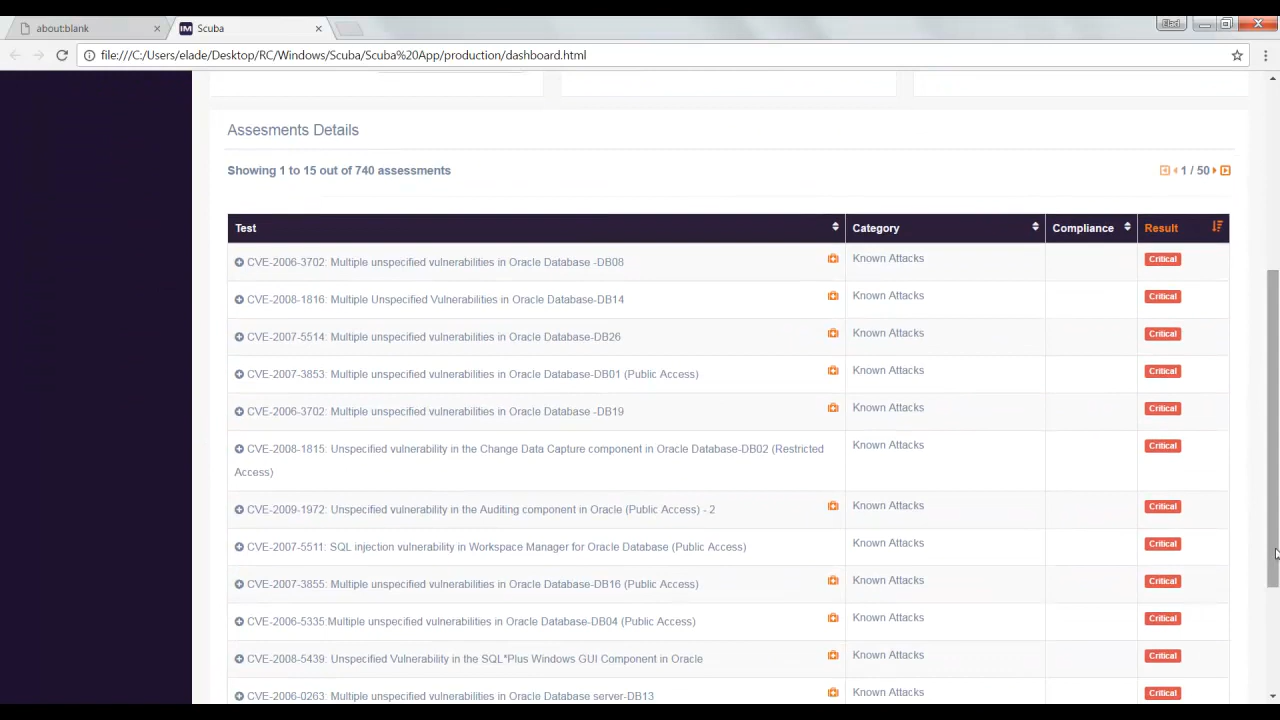 about:blank
IM Scuba
Elad
file:///C:/Users/elade/Desktop/RC/Windows/Scuba/Scuba%20App/production/dashboard.html
Assesments Details
Showing 1 to 15 out of 740 assessments
1 / 50
Test Category Compliance Result
CVE-2006-3702: Multiple unspecified vulnerabilities in Oracle Database -DB08 Known Attacks Critical
CVE-2008-1816: Multiple Unspecified Vulnerabilities in Oracle Database-DB14 Known Attacks Critical
CVE-2007-5514: Multiple unspecified vulnerabilities in Oracle Database-DB26 Known Attacks Critical
CVE-2007-3853: Multiple unspecified vulnerabilities in Oracle Database-DB01 (Public Access) Known Attacks Critical
CVE-2006-3702: Multiple unspecified vulnerabilities in Oracle Database -DB19 Known Attacks Critical
CVE-2008-1815: Unspecified vulnerability in the Change Data Capture component in Oracle Database-DB02 (Restricted Known Attacks Critical
Access)
CVE-2009-1972: Unspecified vulnerability in the Auditing component in Oracle (Public Access) - 2 Known Attacks Critical
CVE-2007-5511: SQL injection vulnerability in Workspace Manager for Oracle Database (Public Access) Known Attacks Critical
CVE-2007-3855: Multiple unspecified vulnerabilities in Oracle Database-DB16 (Public Access) Known Attacks Critical
CVE-2006-5335:Multiple unspecified vulnerabilities in Oracle Database-DB04 (Public Access) Known Attacks Critical
CVE-2008-5439: Unspecified Vulnerability in the SQL*Plus Windows GUI Component in Oracle Known Attacks Critical
CVE-2006-0263: Multiple unspecified vulnerabilities in Oracle Database server-DB13 Known Attacks Critical